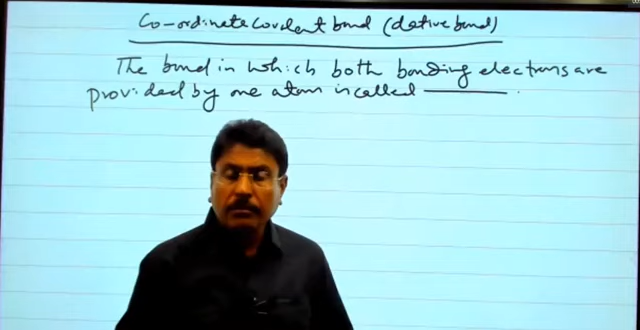 Co-ordinate covalent bond (dative bond)
The bond in which both bonding electrons are
provided by one atom is called ———.